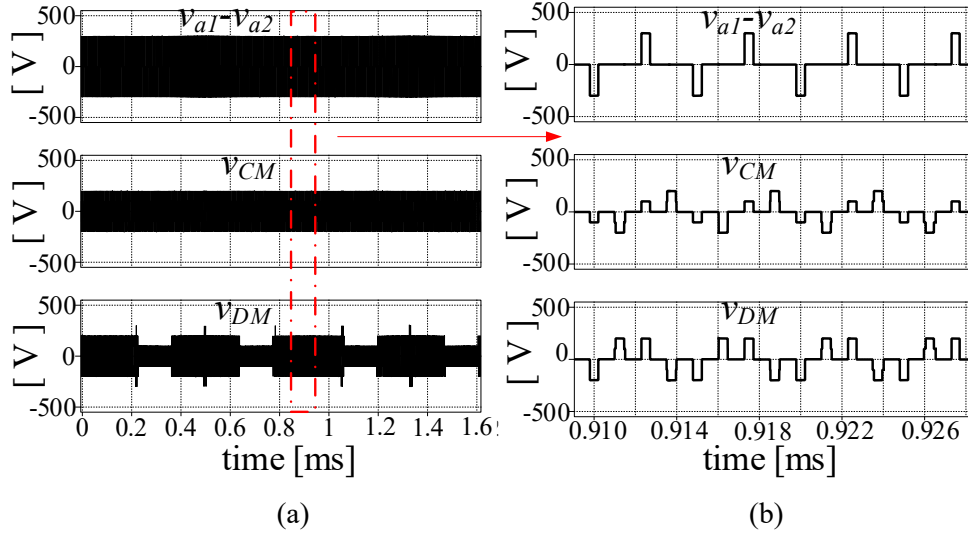 500 v_{a1}-v_{a2}
[ V ] 0
-500
500 v_{CM}
[ V ] 0
-500
500 v_{DM}
[ V ] 0
-500
0 0.2 0.4 0.6 0.8 1 1.2 1.4 1.6
time [ms]
(a)
500 v_{a1}-v_{a2}
[ V ] 0
-500
500 v_{CM}
[ V ] 0
-500
500 v_{DM}
[ V ] 0
-500
0.910 0.914 0.918 0.922 0.926
time [ms]
(b)